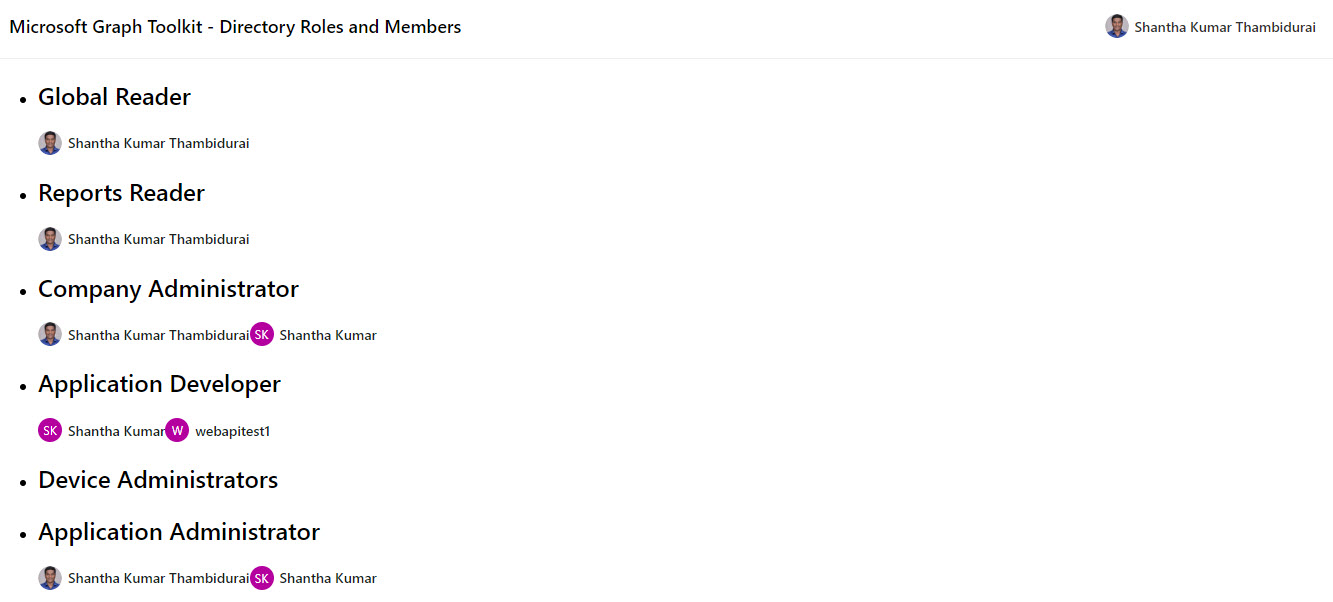 Microsoft Graph Toolkit - Directory Roles and Members
Shantha Kumar Thambidurai
Global Reader
Shantha Kumar Thambidurai
Reports Reader
Shantha Kumar Thambidurai
Company Administrator
Shantha Kumar Thambidurai SK Shantha Kumar
Application Developer
SK Shantha Kumar W webapitest1
Device Administrators
Application Administrator
Shantha Kumar Thambidurai SK Shantha Kumar